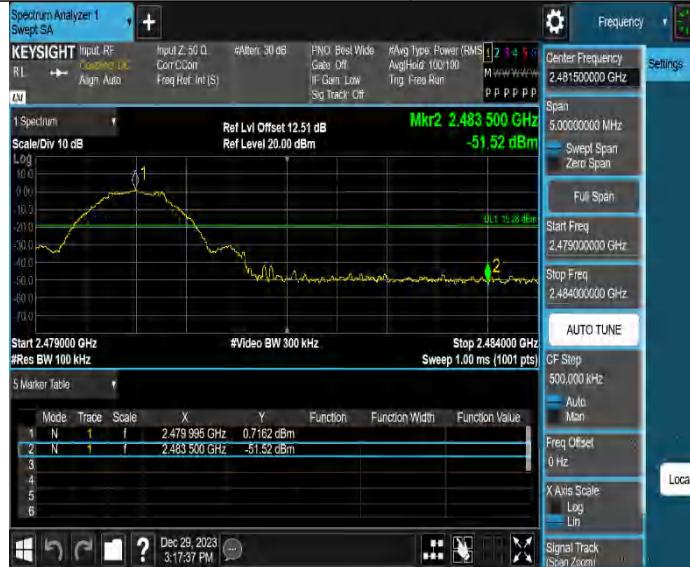 Spectrum Analyzer 1
Swept SA
+
Frequency
KEYSIGHT
Input: RF
Input Z: 50 Ω
#Atten: 30 dB
PNO: Best Wide
#Avg Type: Power (RMS
1 2 3 4 5 6
RL
Coupling: DC
Corr CCorr
Gate: Off
Avg|Hold: 100/100
M W W W W W
Align: Auto
Freq Ref: Int (S)
IF Gain: Low
Trig: Free Run
Sig Track: Off
P P P P P P
LXI
Center Frequency
2.481500000 GHz
Settings
Span
5.00000000 MHz
Swept Span
Zero Span
Full Span
Start Freq
2.479000000 GHz
Stop Freq
2.484000000 GHz
AUTO TUNE
CF Step
500.000 kHz
Auto
Man
Freq Offset
0 Hz
X Axis Scale
Log
Lin
Signal Track
(Span Zoom)
Local
1 Spectrum
Scale/Div 10 dB
Ref Lvl Offset 12.51 dB
Ref Level 20.00 dBm
Mkr2 2.483 500 GHz
-51.52 dBm
Log
10.0
0.00
-10.0
-20.0
-30.0
-40.0
-50.0
-60.0
-70.0
1
2
Start 2.479000 GHz
#Video BW 300 kHz
Stop 2.484000 GHz
#Res BW 100 kHz
Sweep 1.00 ms (1001 pts)
5 Marker Table
Mode Trace Scale X Y Function Function Width Function Value
1 N 1 f 2.479 995 GHz 0.7162 dBm
2 N 1 f 2.483 500 GHz -51.52 dBm
3
4
5
6
?
Dec 29, 2023
3:17:37 PM